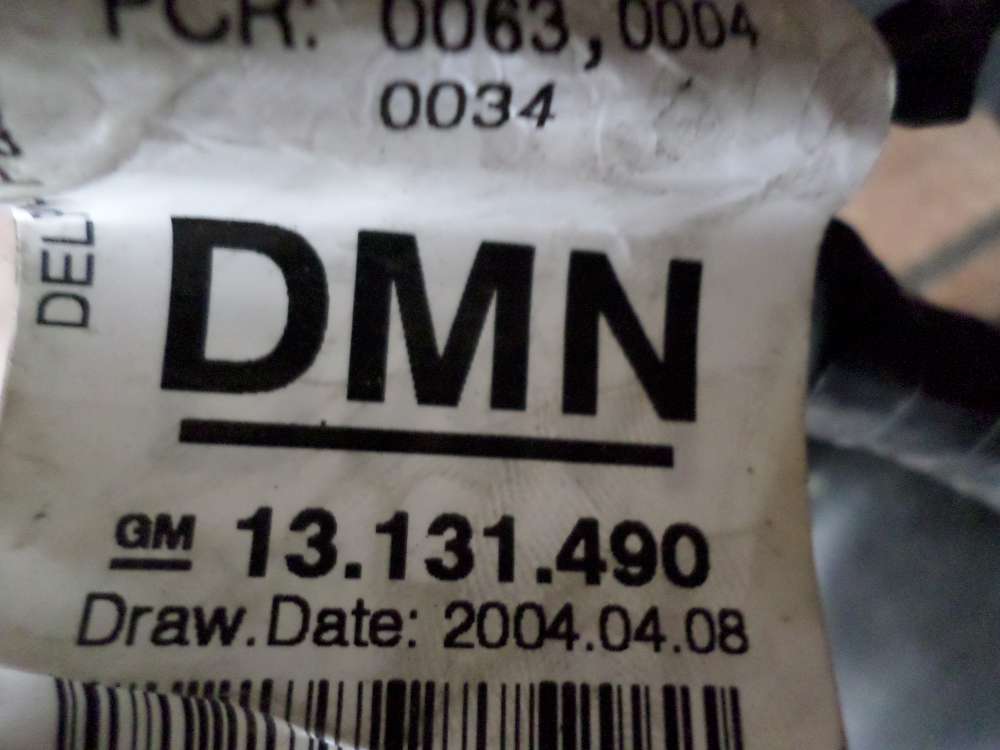 PCR: 0063,0004
0034
DMN
GM 13.131.490
Draw.Date: 2004.04.08